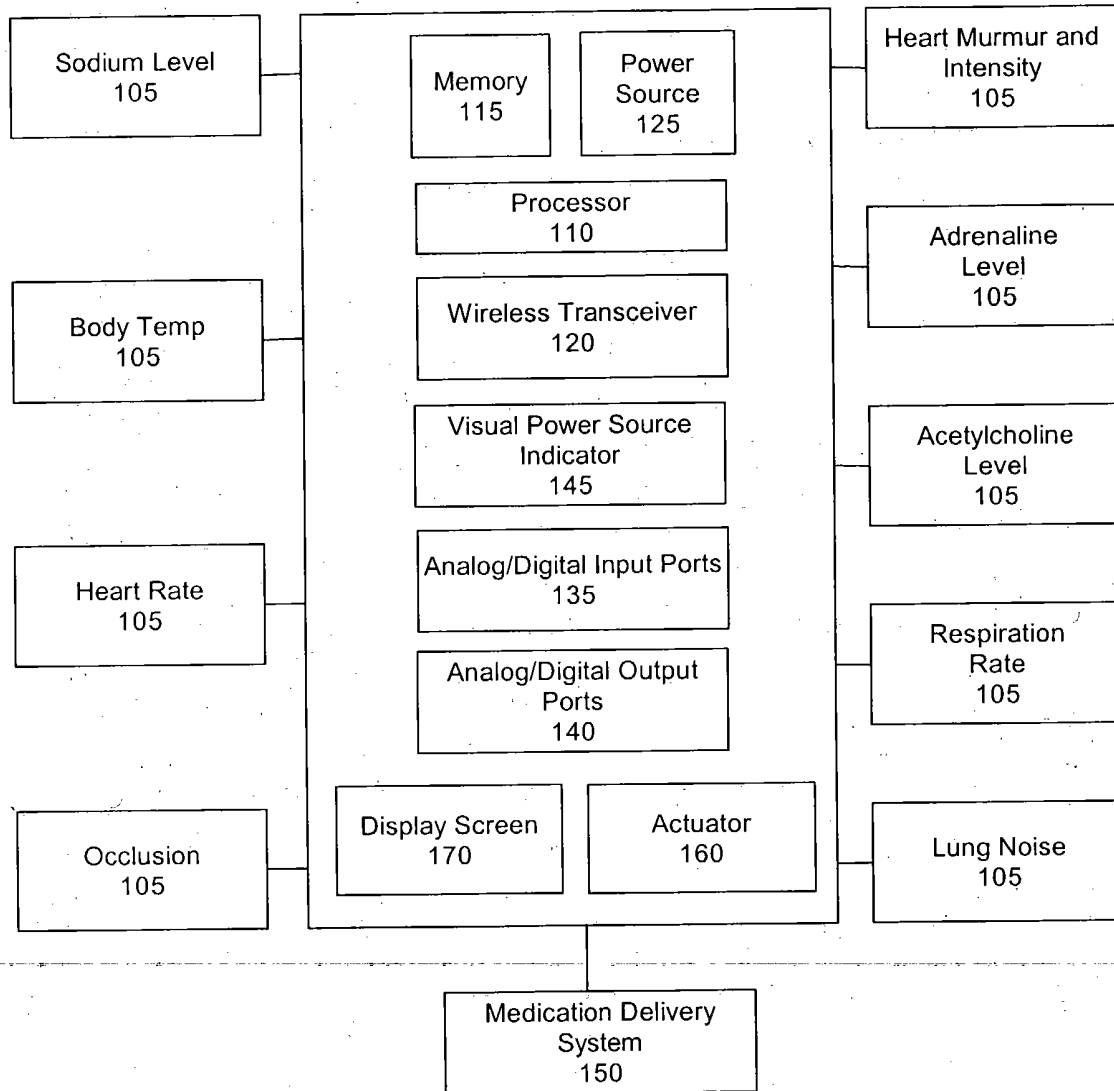 Sodium Level
105
Body Temp
105
Heart Rate
105
Occlusion
105
Memory
115
Power
Source
125
Processor
110
Wireless Transceiver
120
Visual Power Source
Indicator
145
Analog/Digital Input Ports
135
Analog/Digital Output
Ports
140
Display Screen
170
Actuator
160
Heart Murmur and
Intensity
105
Adrenaline
Level
105
Acetylcholine
Level
105
Respiration
Rate
105
Lung Noise
105
Medication Delivery
System
150